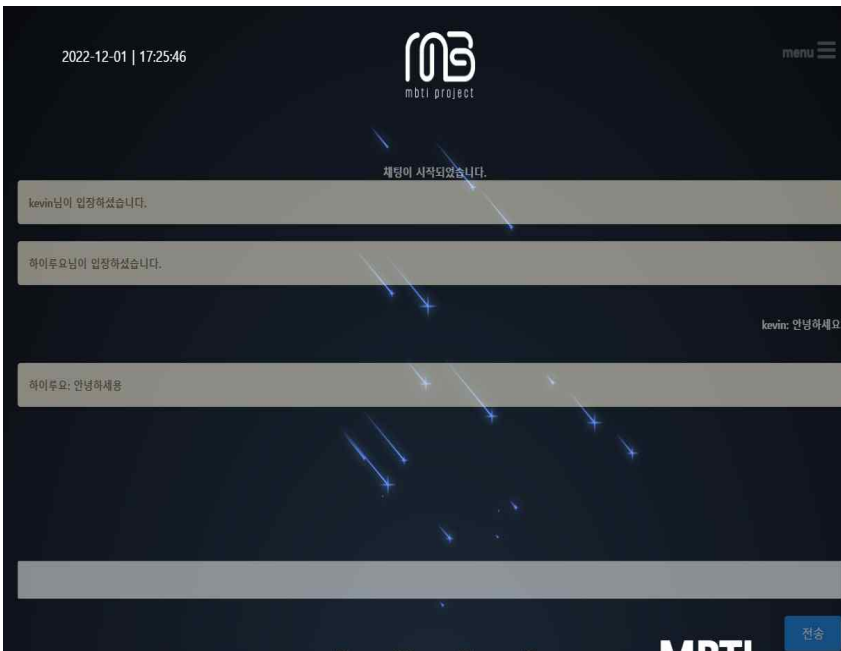 2022-12-01 | 17:25:46
mbti project
menu
채팅이 시작되었습니다.
kevin님이 입장하셨습니다.
하이루요님이 입장하셨습니다.
kevin: 안녕하세요
하이루요: 안녕하세용
전송
MBTI